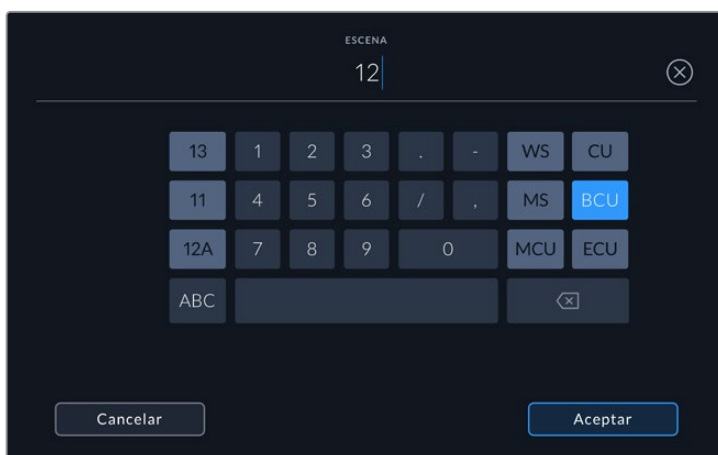 ESCENA
12
13 1 2 3 . - WS CU
11 4 5 6 / , MS BCU
12A 7 8 9 0 MCU ECU
ABC
Cancelar Aceptar